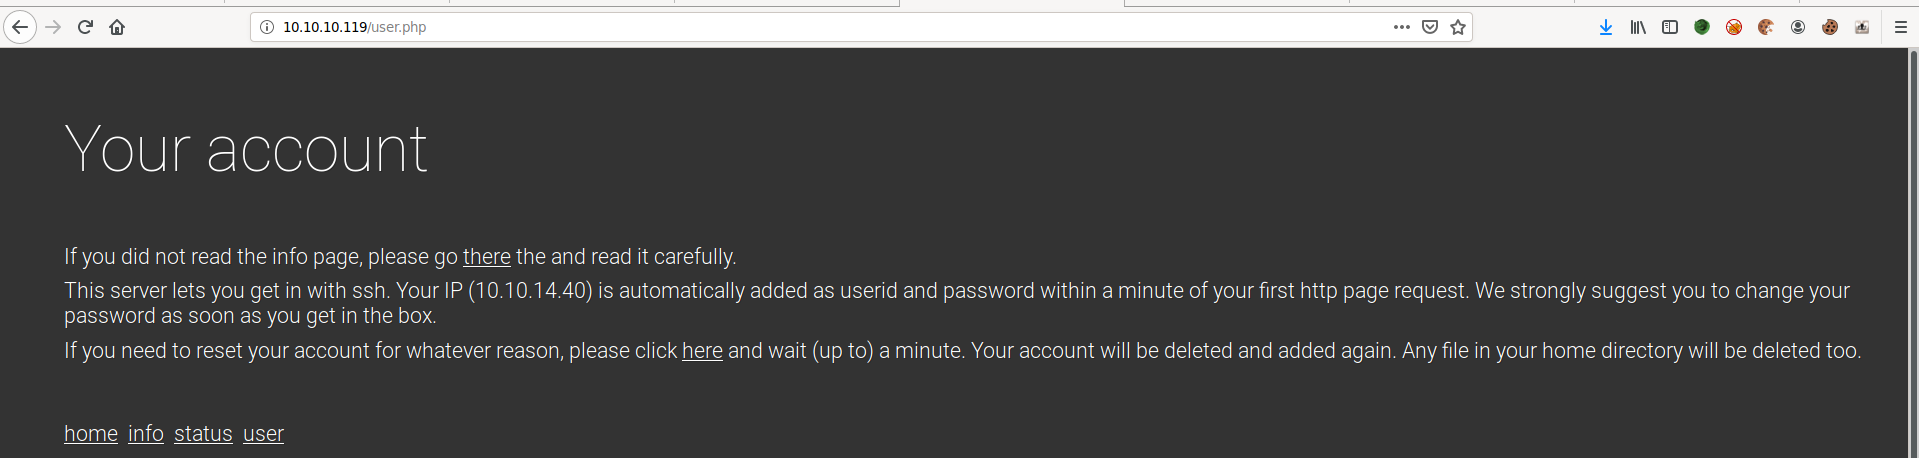 10.10.10.119/user.php
Your account
If you did not read the info page, please go there the and read it carefully.
This server lets you get in with ssh. Your IP (10.10.14.40) is automatically added as userid and password within a minute of your first http page request. We strongly suggest you to change your
password as soon as you get in the box.
If you need to reset your account for whatever reason, please click here and wait (up to) a minute. Your account will be deleted and added again. Any file in your home directory will be deleted too.
home info status user